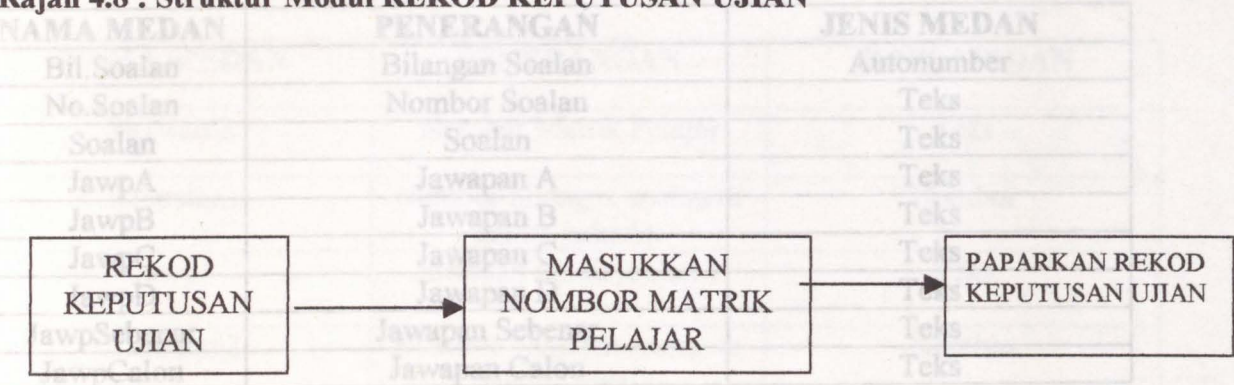 Rajah 4.8 : Struktur Modul REKOD KEPUTUSAN UJIAN
NAMA MEDAN PENERANGAN JENIS MEDAN
Bil.Soalan Bilangan Soalan Autonumber
No.Soalan Nombor Soalan Teks
Soalan Soalan Teks
JawpA Jawapan A Teks
JawpB Jawapan B Teks
Jawapan C Teks
Jawapan D Teks
Jawapan Teks
JawpCalon Jawapan Calon Teks
REKOD
KEPUTUSAN
UJIAN
MASUKKAN
NOMBOR MATRIK
PELAJAR
PAPARKAN REKOD
KEPUTUSAN UJIAN